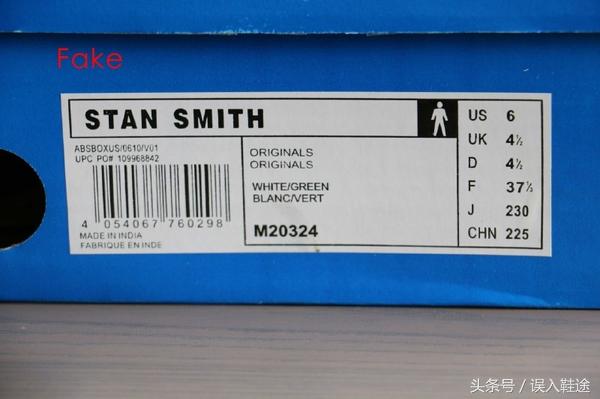 Fake
STAN SMITH
ABSBOXUS/0610/V01
UPC PO# 109968842
4 054067 760298
MADE IN INDIA
FABRIQUE EN INDE
ORIGINALS
ORIGINALS
WHITE/GREEN
BLANC/VERT
M20324
US 6
UK 4½
D 4½
F 37⅓
J 230
CHN 225
头条号 / 误入鞋途